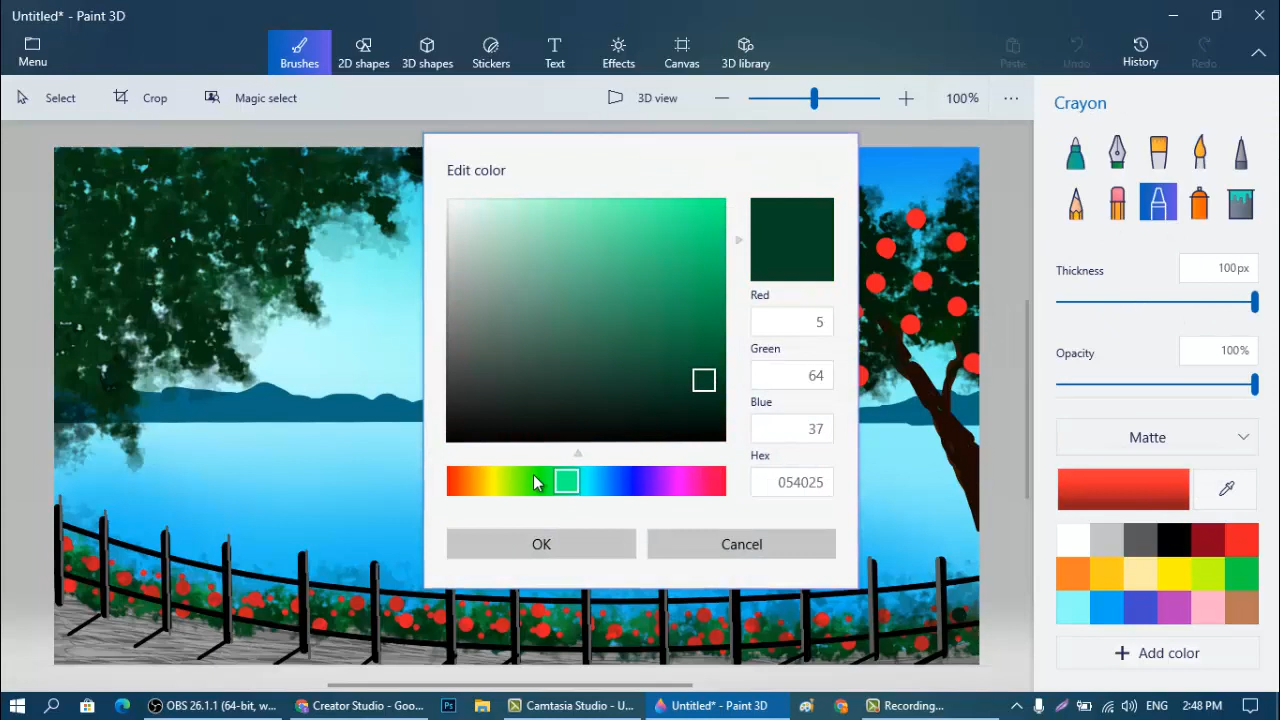 Untitled* - Paint 3D
Menu
Brushes
2D shapes
3D shapes
Stickers
Text
Effects
Canvas
3D library
Paste
Undo
History
Redo
Select
Crop
Magic select
3D view
100%
Crayon
Edit color
Red
5
Green
64
Blue
37
Hex
054025
OK
Cancel
Thickness
100px
Opacity
100%
Matte
Add color
OBS 26.1.1 (64-bit, w...
Creator Studio - Goo...
Ps
Camtasia Studio - U...
Untitled* - Paint 3D
Recording...
ENG
2:48 PM